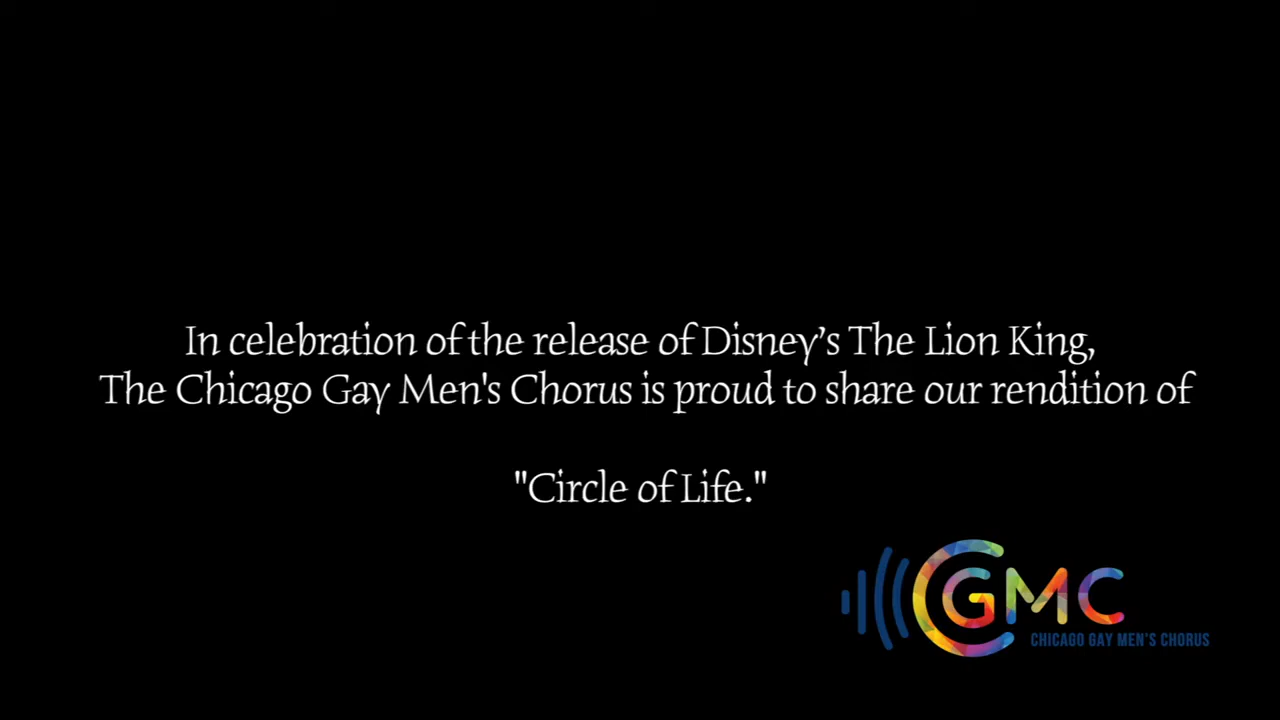 In celebration of the release of Disney’s The Lion King,
The Chicago Gay Men's Chorus is proud to share our rendition of
"Circle of Life."
CGMC
CHICAGO GAY MEN'S CHORUS